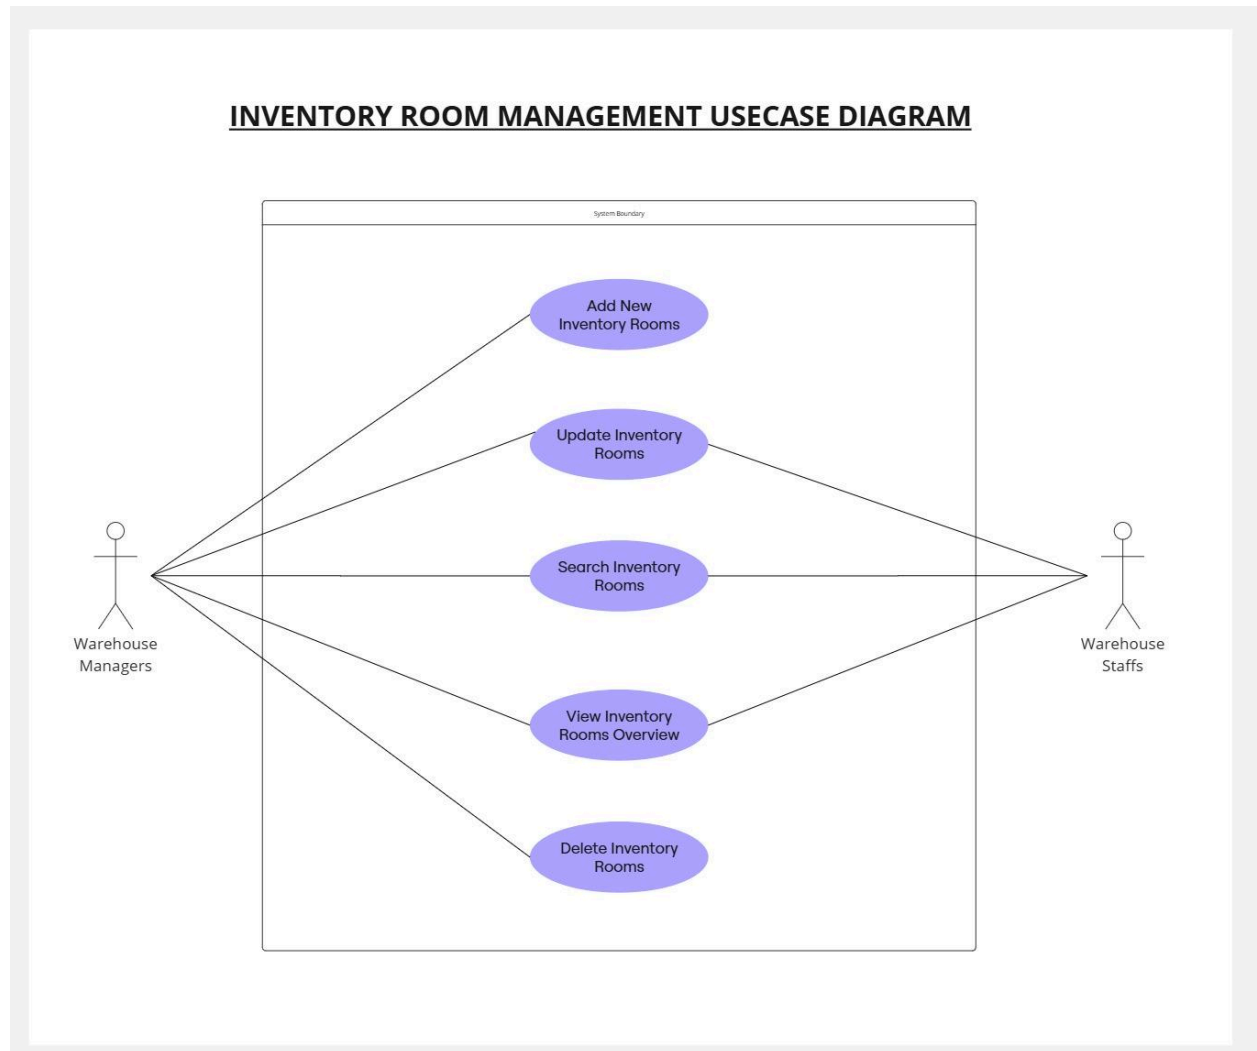 INVENTORY ROOM MANAGEMENT USECASE DIAGRAM
System Boundary
Add New
Inventory Rooms
Update Inventory
Rooms
Search Inventory
Rooms
Warehouse
Managers
Warehouse
Staffs
View Inventory
Rooms Overview
Delete Inventory
Rooms